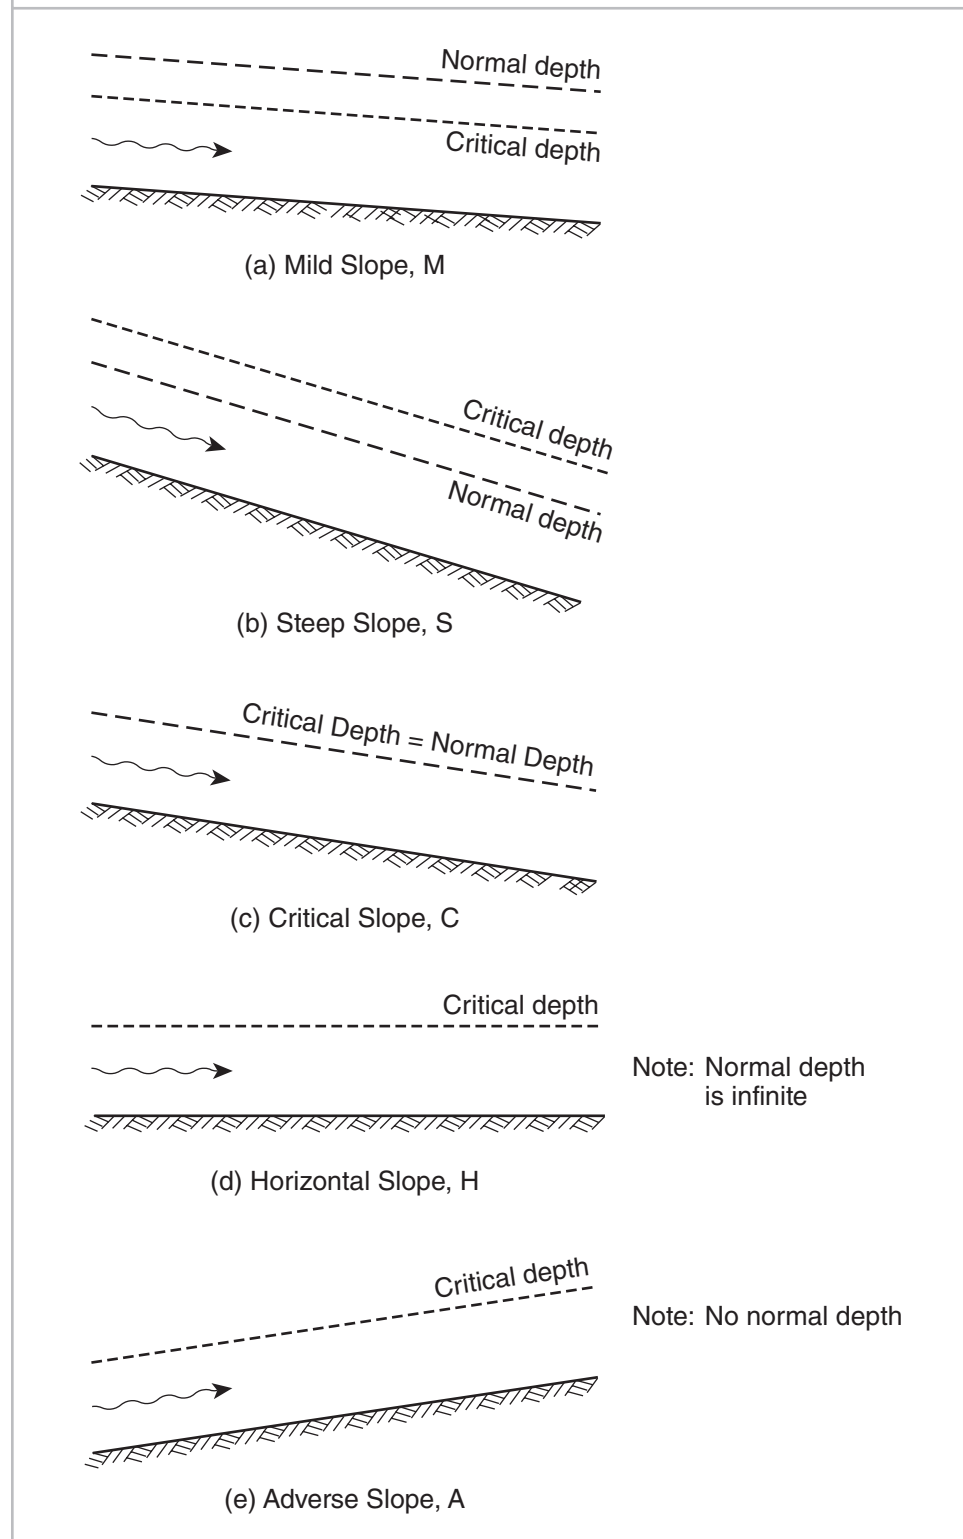 Normal depth
Critical depth
(a) Mild Slope, M
Critical depth
Normal depth
(b) Steep Slope, S
Critical Depth = Normal Depth
(c) Critical Slope, C
Critical depth
Note: Normal depth
is infinite
(d) Horizontal Slope, H
Critical depth
Note: No normal depth
(e) Adverse Slope, A